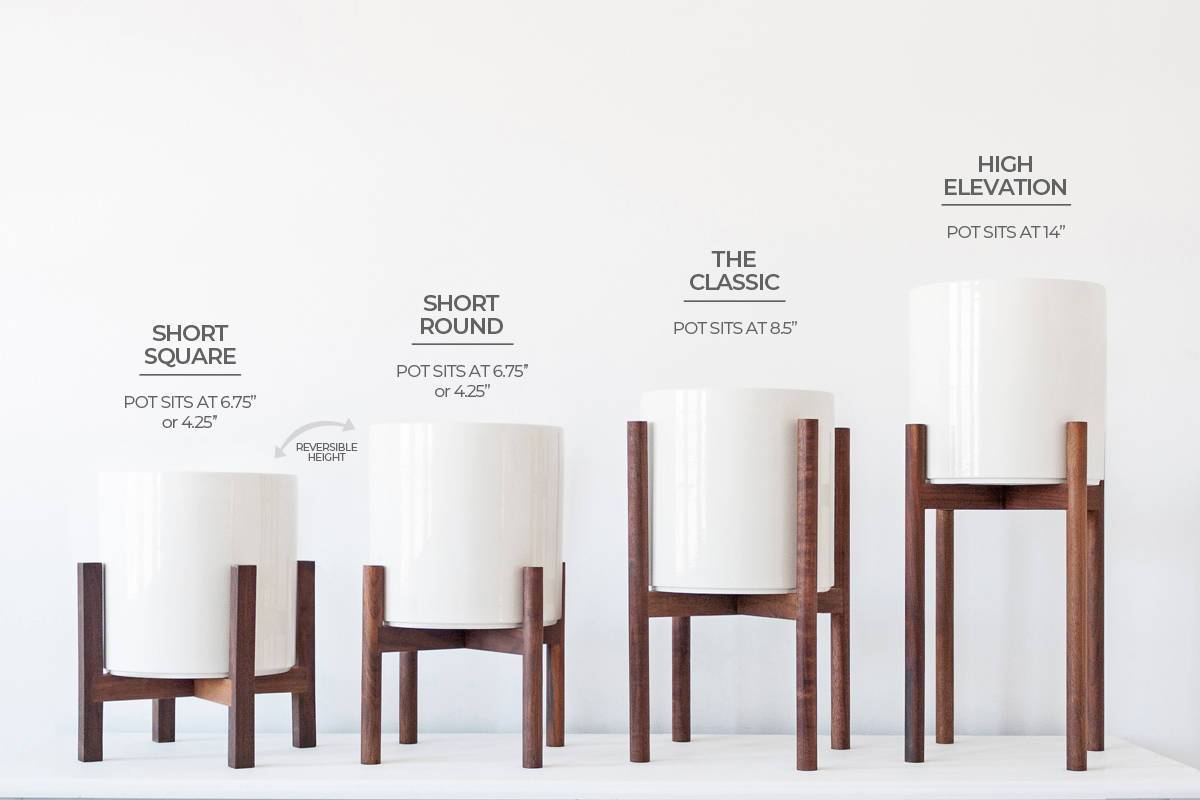 SHORT
SQUARE
POT SITS AT 6.75”
or 4.25”
REVERSIBLE
HEIGHT
SHORT
ROUND
POT SITS AT 6.75”
or 4.25”
THE
CLASSIC
POT SITS AT 8.5”
HIGH
ELEVATION
POT SITS AT 14”